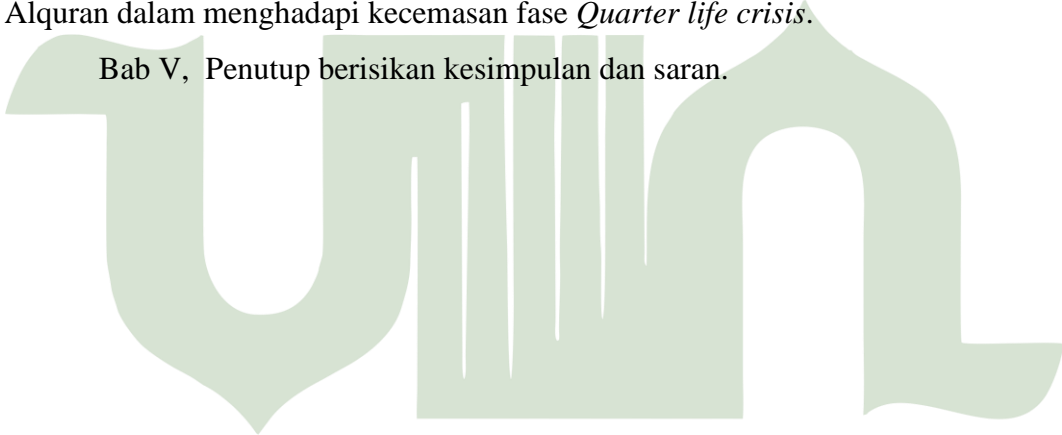 Alquran dalam menghadapi kecemasan fase Quarter life crisis.
Bab V, Penutup berisikan kesimpulan dan saran.